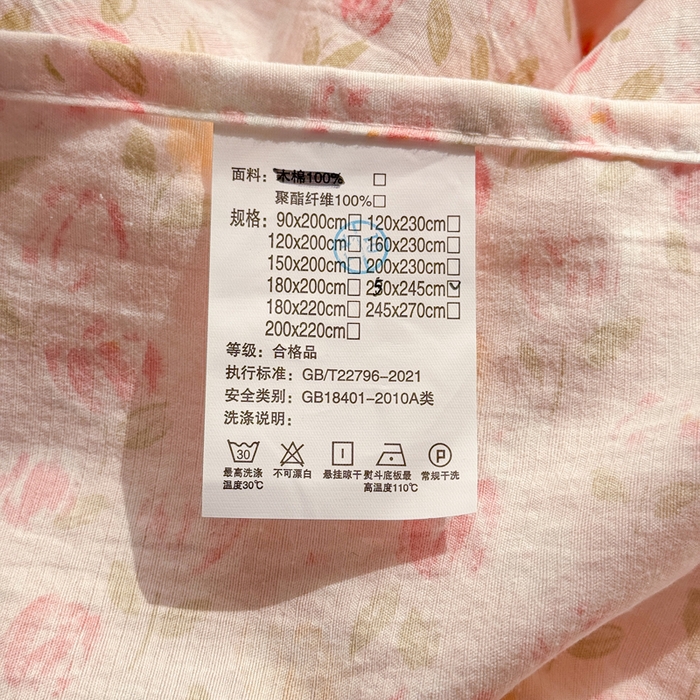 面料：木棉100% □
聚酯纤维100%□
规格：90x200cm□ 120x230cm□
120x200cm□ 160x230cm□
150x200cm□ 200x230cm□
180x200cm□ 250x245cm☑
180x220cm□ 245x270cm□
200x220cm□
等级：合格品
执行标准：GB/T22796-2021
安全类别：GB18401-2010A类
洗涤说明：
30 P
最高洗涤 不可漂白 悬挂晾干 熨斗底板最 常规干洗
温度30℃ 高温度110℃